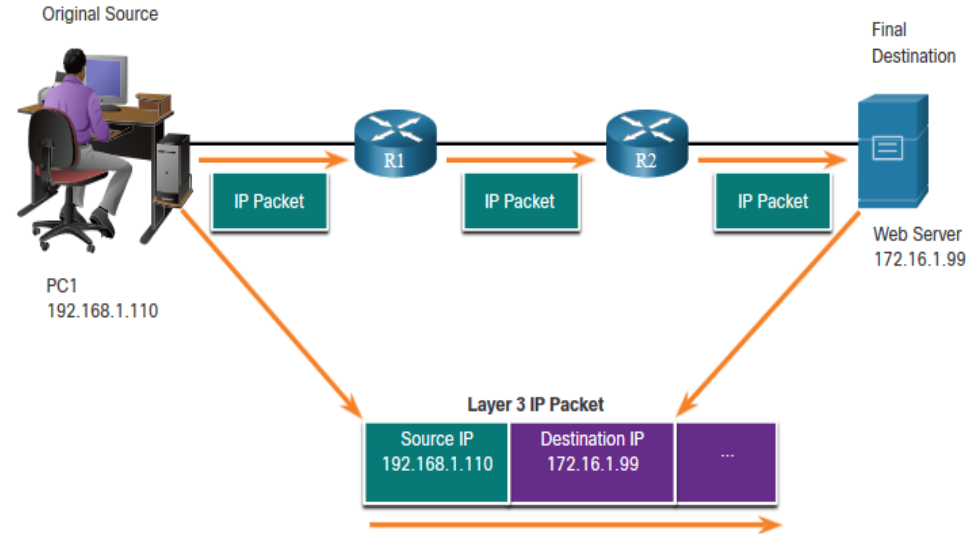 Original Source
Final
Destination
R1
R2
IP Packet
IP Packet
IP Packet
Web Server
172.16.1.99
PC1
192.168.1.110
Layer 3 IP Packet
Source IP
192.168.1.110
Destination IP
172.16.1.99
...